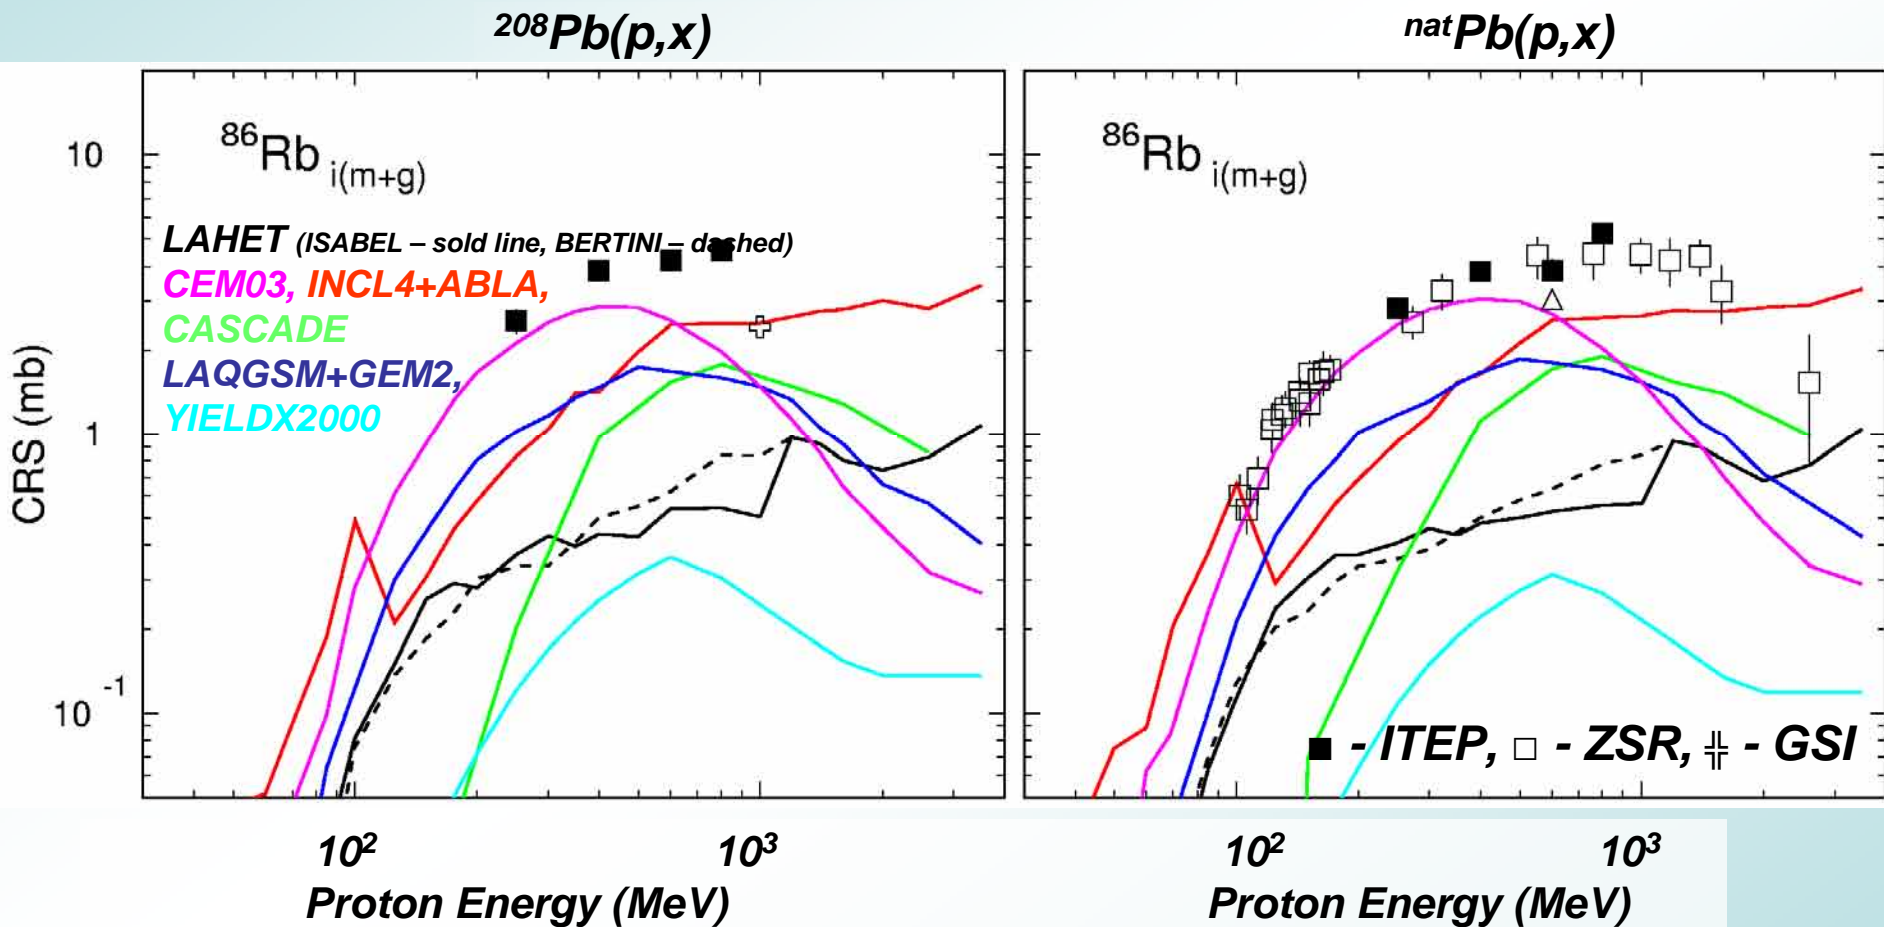 ²⁰⁸Pb(p,x)
natPb(p,x)
CRS (mb)
10
1
10⁻¹
⁸⁶Rb i(m+g)
LAHET (ISABEL – sold line, BERTINI – dashed)
CEM03, INCL4+ABLA,
CASCADE
LAQGSM+GEM2,
YIELDX2000
⁸⁶Rb i(m+g)
■ - ITEP, □ - ZSR, ╬ - GSI
10² 10³
Proton Energy (MeV)
10² 10³
Proton Energy (MeV)